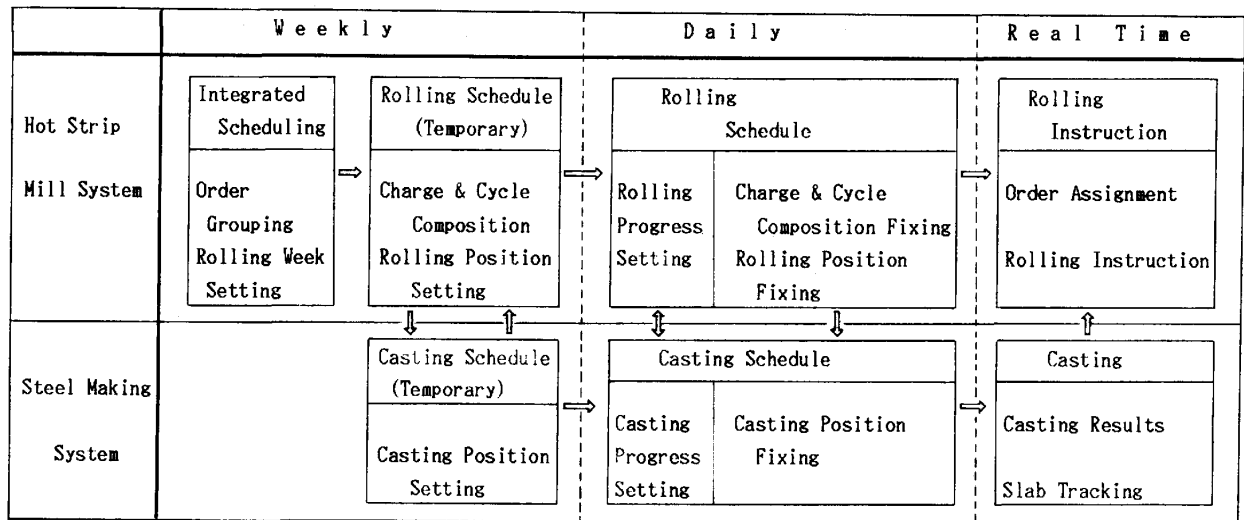 Weekly
Daily
Real Time
Hot Strip
Mill System
Integrated
Scheduling
Order
Grouping
Rolling Week
Setting
Rolling Schedule
(Temporary)
Charge & Cycle
Composition
Rolling Position
Setting
Rolling
Schedule
Rolling
Progress
Setting
Charge & Cycle
Composition Fixing
Rolling Position
Fixing
Rolling
Instruction
Order Assignment
Rolling Instruction
Steel Making
System
Casting Schedule
(Temporary)
Casting Position
Setting
Casting Schedule
Casting
Progress
Setting
Casting Position
Fixing
Casting
Casting Results
Slab Tracking